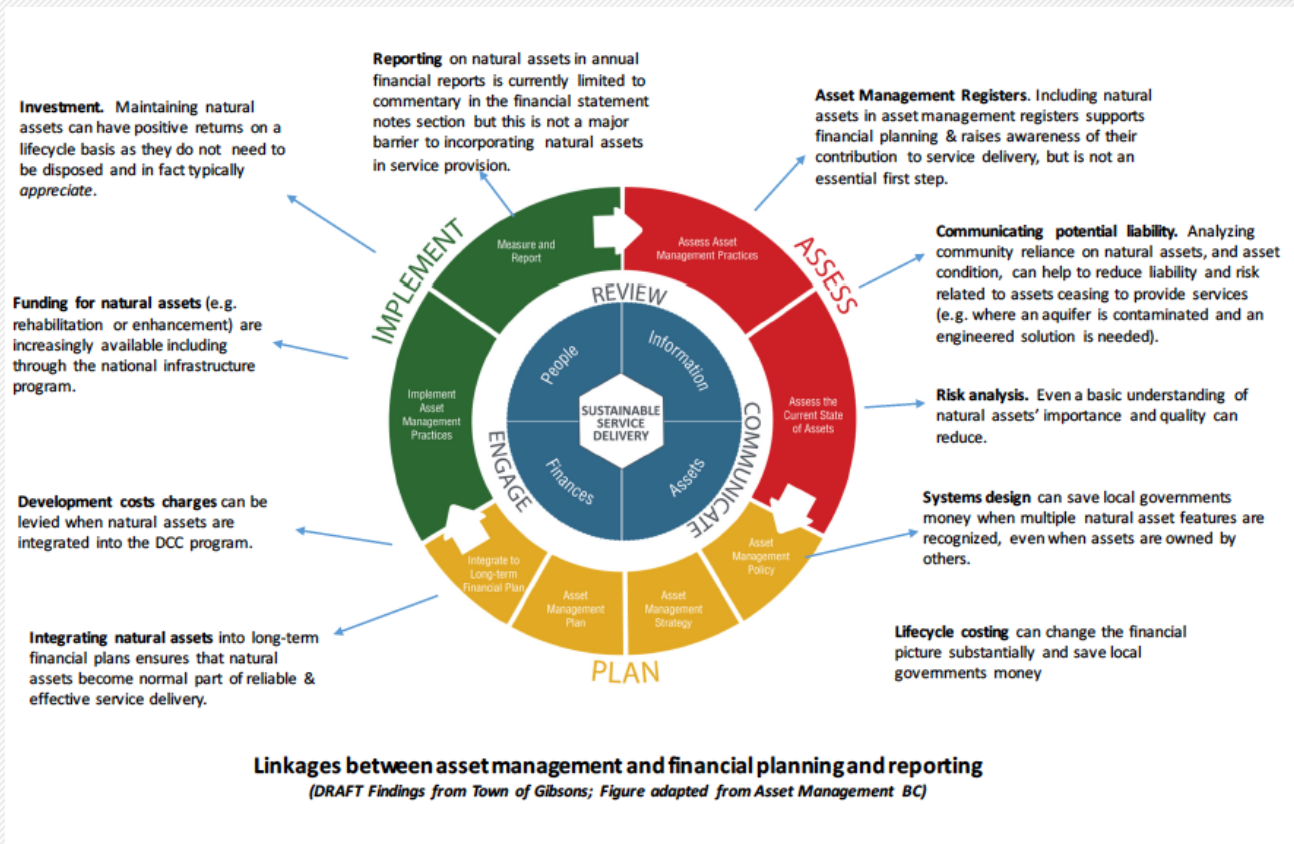 Reporting on natural assets in annual
financial reports is currently limited to
commentary in the financial statement
notes section but this is not a major
barrier to incorporating natural assets
in service provision.
Investment. Maintaining natural
assets can have positive returns on a
lifecycle basis as they do not need to
be disposed and in fact typically
appreciate.
Funding for natural assets (e.g.
rehabilitation or enhancement) are
increasingly available including
through the national infrastructure
program.
Development costs charges can be
levied when natural assets are
integrated into the DCC program.
Integrating natural assets into long-term
financial plans ensures that natural
assets become normal part of reliable &
effective service delivery.
Asset Management Registers. Including natural
assets in asset management registers supports
financial planning & raises awareness of their
contribution to service delivery, but is not an
essential first step.
Communicating potential liability. Analyzing
community reliance on natural assets, and asset
condition, can help to reduce liability and risk
related to assets ceasing to provide services
(e.g. where an aquifer is contaminated and an
engineered solution is needed).
Risk analysis. Even a basic understanding of
natural assets' importance and quality can
reduce.
Systems design can save local governments
money when multiple natural asset features are
recognized, even when assets are owned by
others.
Lifecycle costing can change the financial
picture substantially and save local
governments money
IMPLEMENT
ASSESS
PLAN
Measure and
Report
Assess Asset
Management Practices
Assess the
Current State
of Assets
Asset
Management
Policy
Asset
Management
Strategy
Asset
Management
Plan
Integrate to
Long-term
Financial Plan
Implement
Asset
Management
Practices
REVIEW
COMMUNICATE
ENGAGE
People
Information
Assets
Finances
SUSTAINABLE
SERVICE
DELIVERY
Linkages between asset management and financial planning and reporting
(DRAFT Findings from Town of Gibsons; Figure adapted from Asset Management BC)